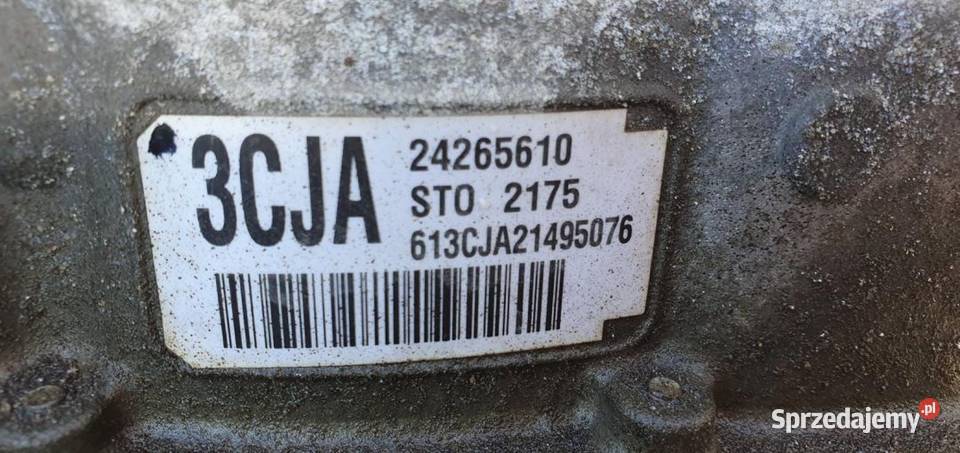 3CJA
24265610
STO 2175
613CJA21495076
Sprzedajemy.pl